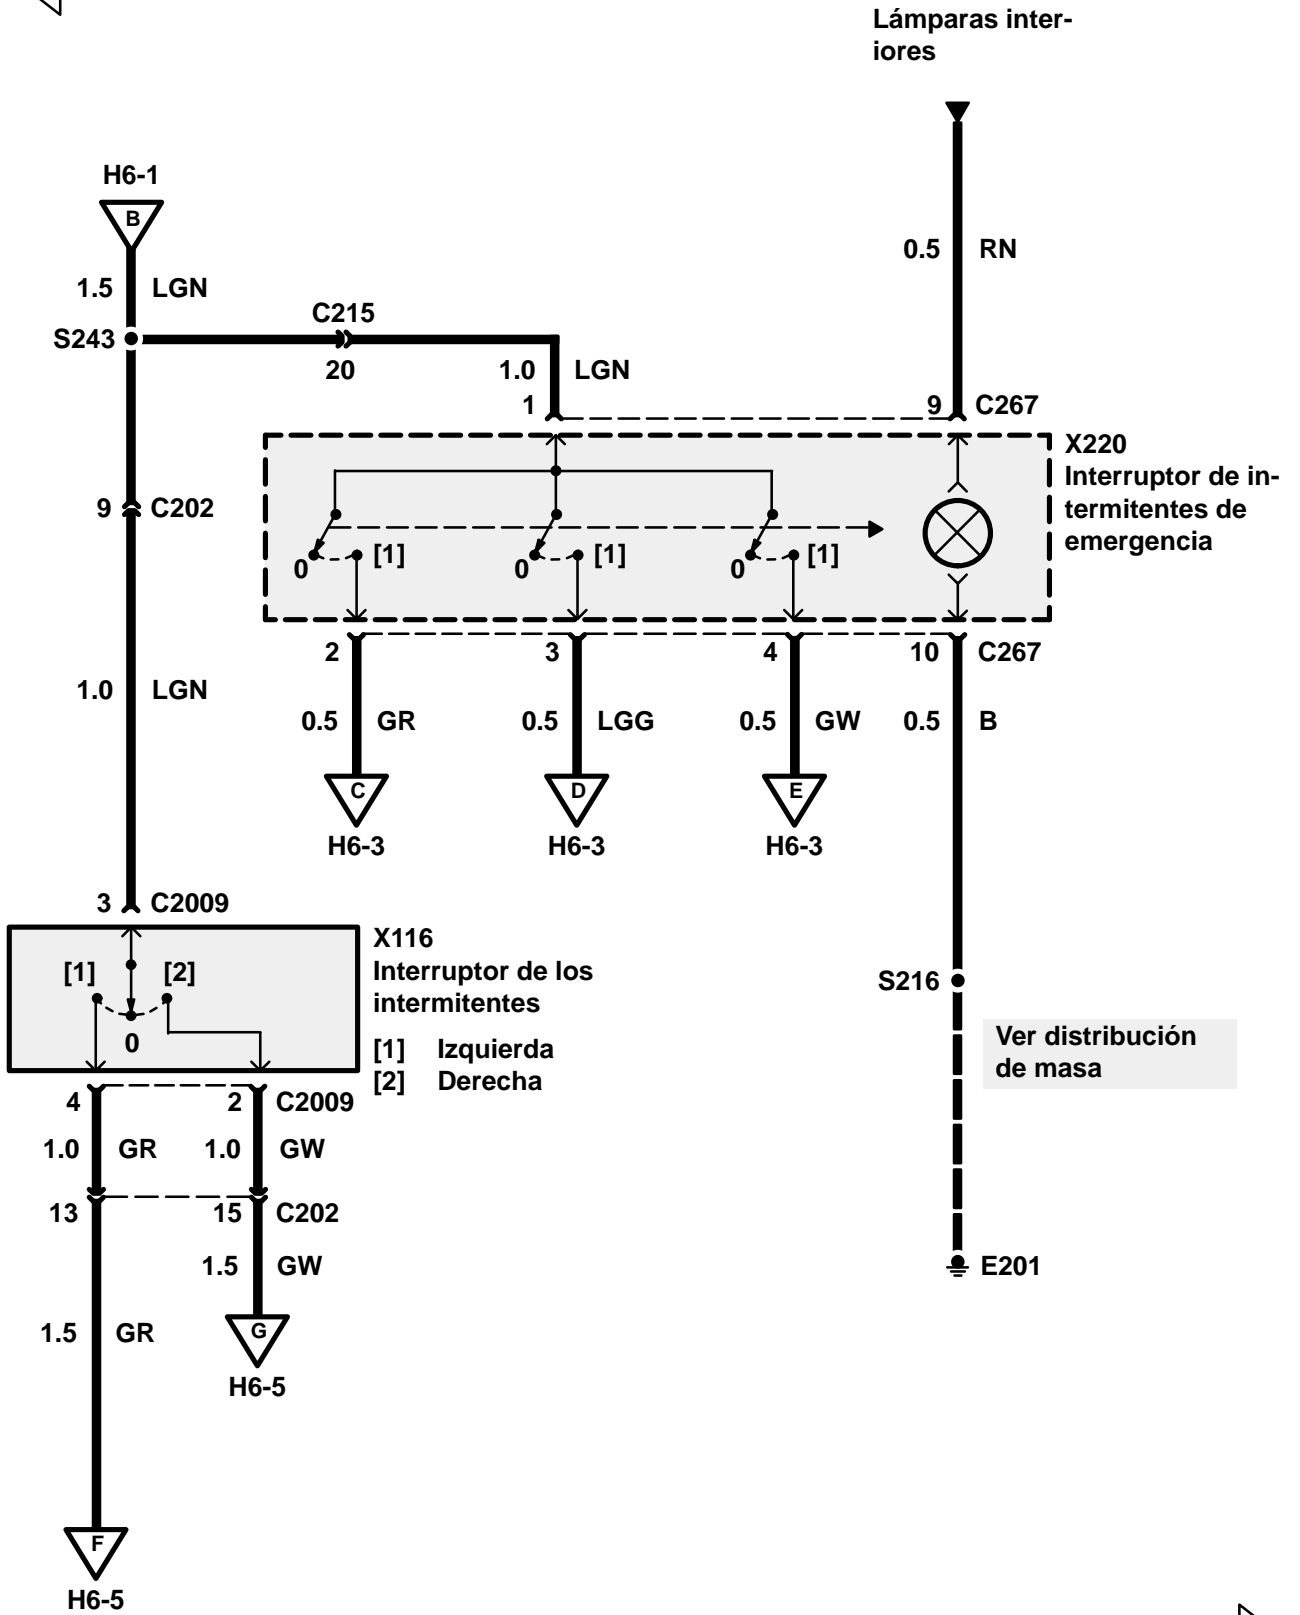 Lámparas inter-
iores
H6-1
B
0.5 RN
1.5 LGN
C215
S243
20 1.0 LGN
1 9 C267
X220
Interruptor de in-
termitentes de
emergencia
9 C202
0 [1] 0 [1] 0 [1]
2 3 4 10 C267
1.0 LGN
0.5 GR 0.5 LGG 0.5 GW 0.5 B
C D E
H6-3 H6-3 H6-3
3 C2009
X116
Interruptor de los
intermitentes
[1] [2]
0
[1] Izquierda
[2] Derecha
S216
Ver distribución
de masa
4 2 C2009
1.0 GR 1.0 GW
13 15 C202
1.5 GW
E201
1.5 GR
G
H6-5
F
H6-5